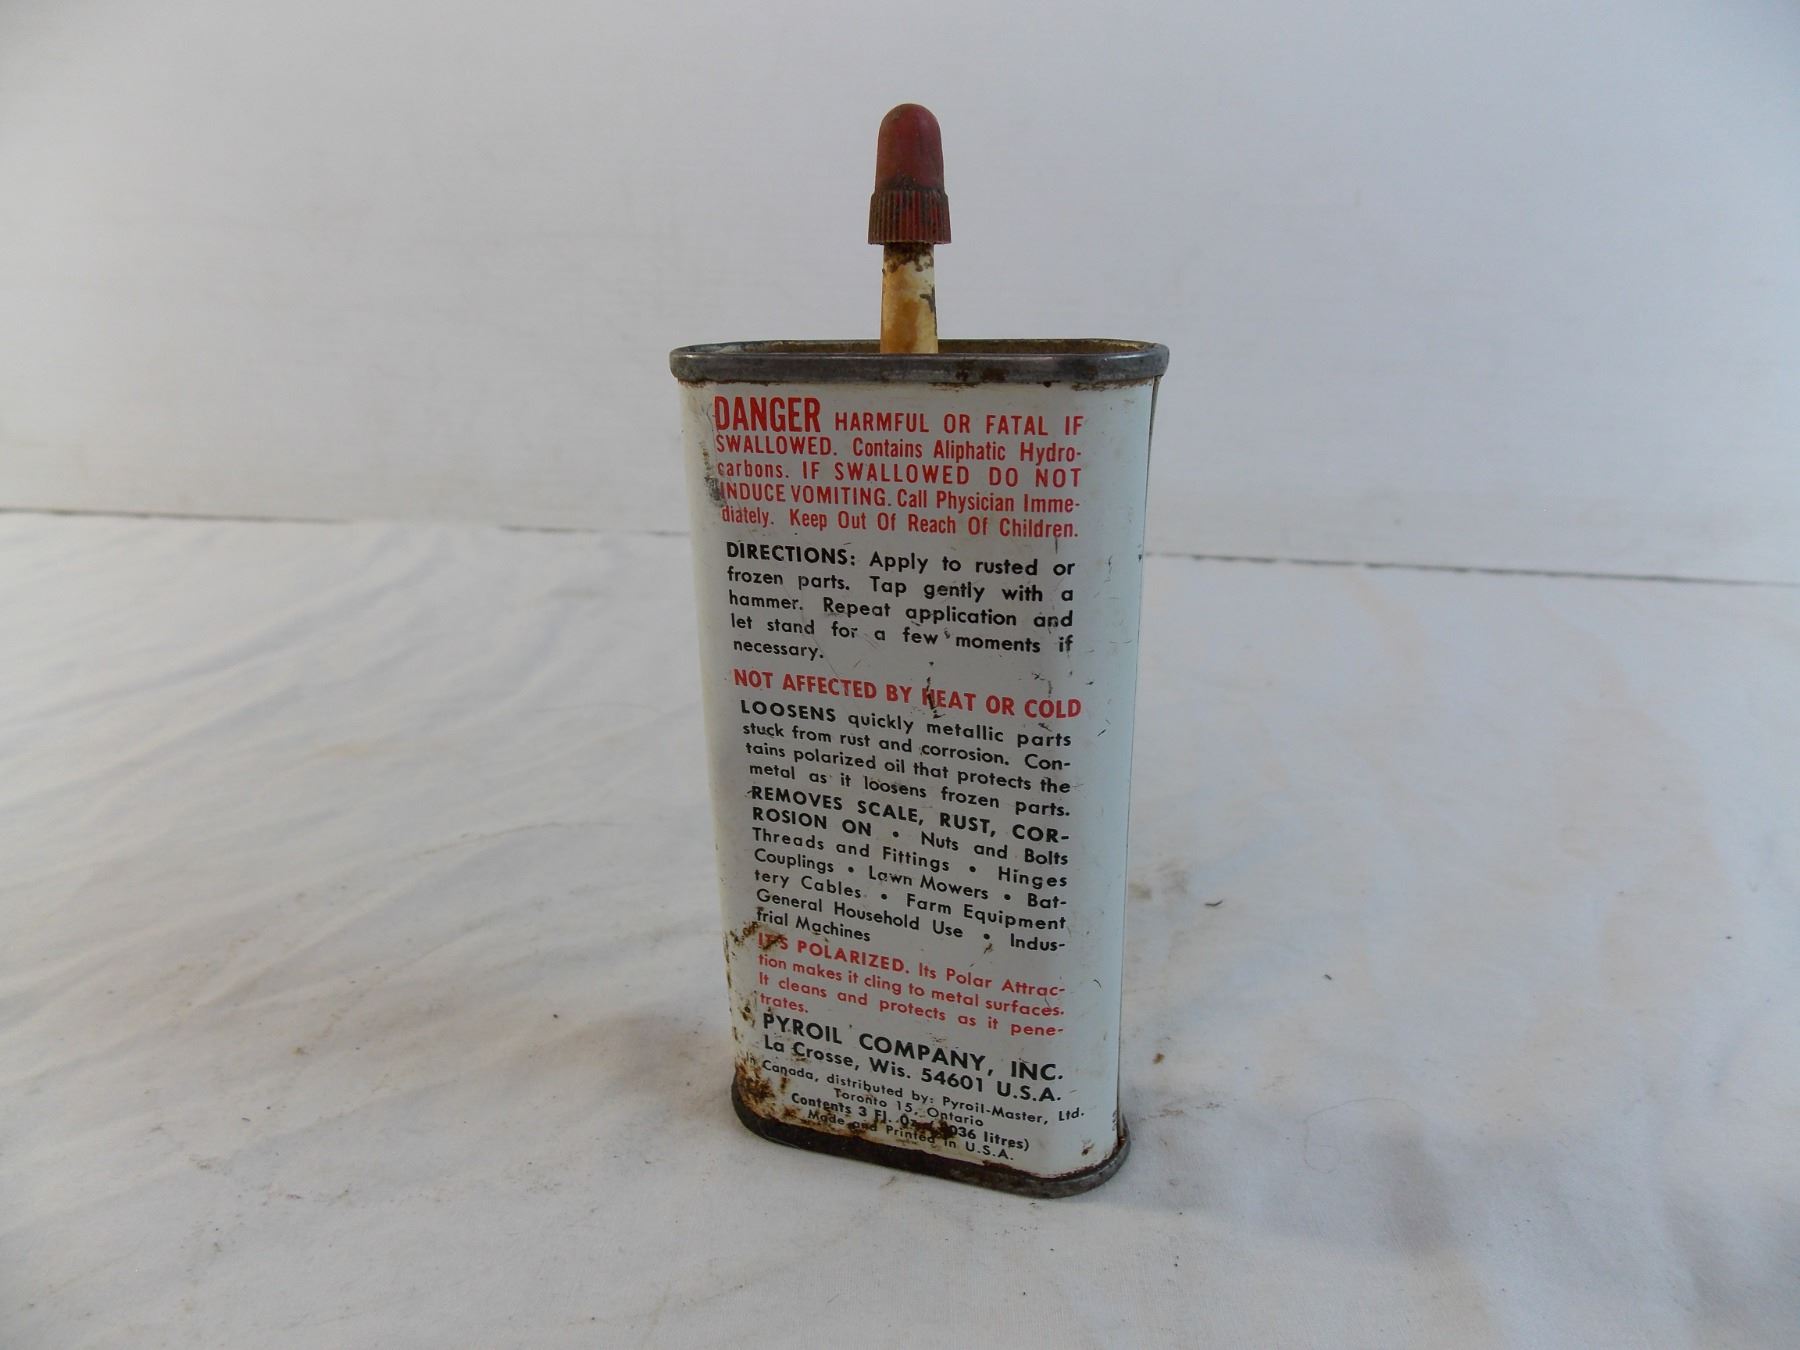 DANGER HARMFUL OR FATAL IF
SWALLOWED. Contains Aliphatic Hydro-
carbons. IF SWALLOWED DO NOT
INDUCE VOMITING. Call Physician Imme-
diately. Keep Out Of Reach Of Children.
DIRECTIONS: Apply to rusted or
frozen parts. Tap gently with a
hammer. Repeat application and
let stand for a few moments if
necessary.
NOT AFFECTED BY HEAT OR COLD
LOOSENS quickly metallic parts
stuck from rust and corrosion. Con-
tains polarized oil that protects the
metal as it loosens frozen parts.
REMOVES SCALE, RUST, COR-
ROSION ON • Nuts and Bolts
Threads and Fittings • Hinges
Couplings • Lawn Mowers • Bat-
tery Cables • Farm Equipment
General Household Use • Indus-
trial Machines
IT'S POLARIZED. Its Polar Attrac-
tion makes it cling to metal surfaces.
It cleans and protects as it pene-
trates.
PYROIL COMPANY, INC.
La Crosse, Wis. 54601 U.S.A.
In Canada, distributed by: Pyroil-Master, Ltd.
Toronto 15, Ontario
Contents 3 Fl. Oz. 036 litres)
Made and Printed in U.S.A.